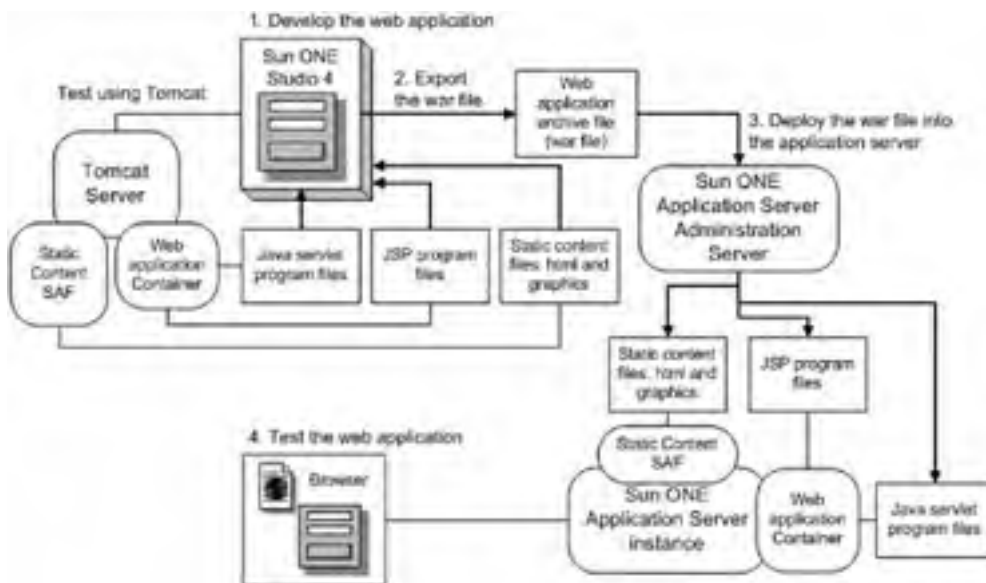 1. Develop the web application
Sun ONE
Studio 4
Test using Tomcat
2. Export
the war file
Web
application
archive file
(war file)
3. Deploy the war file into
the application server
Tomcat
Server
Static
Content
SAF
Web
application
Container
Java servlet
program files
JSP program
files
Static content
files: html and
graphics
Sun ONE
Application Server
Administration
Server
Static content
files: html and
graphics
JSP program
files
4. Test the web application
Browser
Static Content
SAF
Sun ONE
Application Server
instance
Web
application
Container
Java servlet
program files